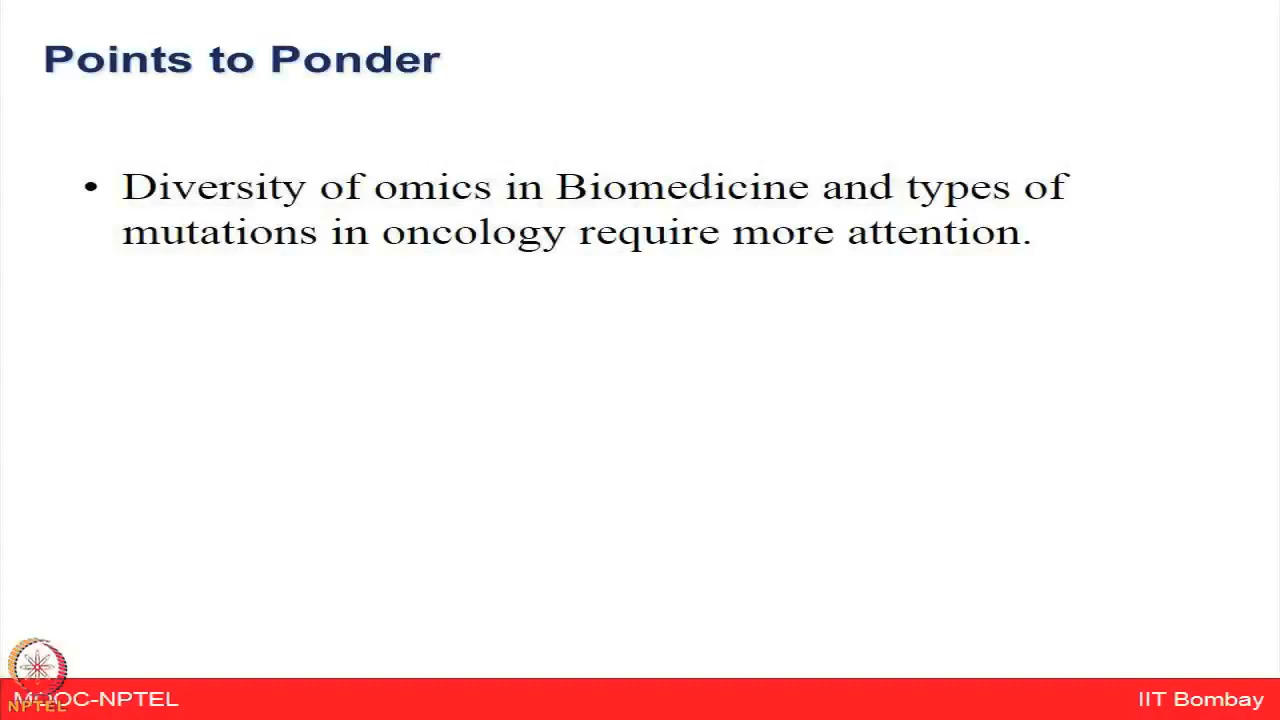 Points to Ponder
• Diversity of omics in Biomedicine and types of
mutations in oncology require more attention.
MOOC-NPTEL
NPTEL
IIT Bombay